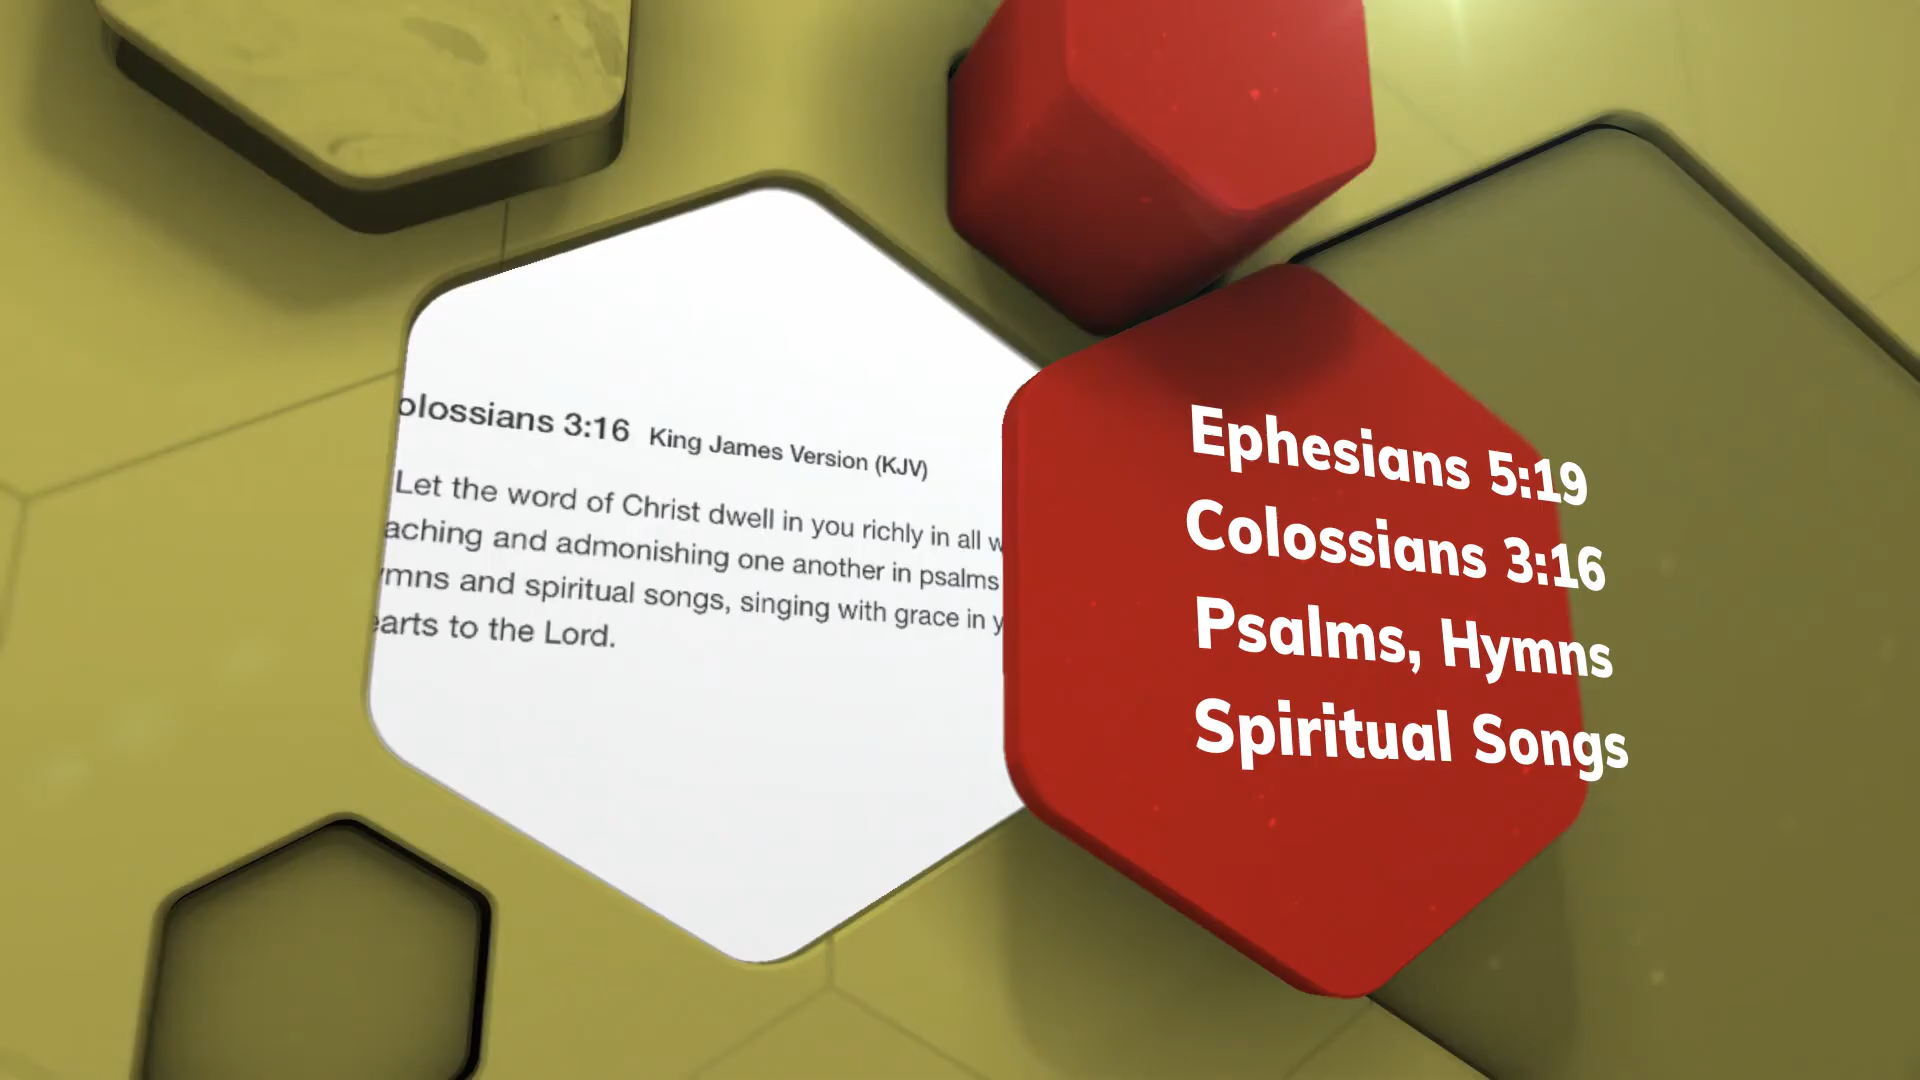 olossians 3:16 King James Version (KJV)
Let the word of Christ dwell in you richly in all w
aching and admonishing one another in psalms
mns and spiritual songs, singing with grace in y
earts to the Lord.
Ephesians 5:19
Colossians 3:16
Psalms, Hymns
Spiritual Songs